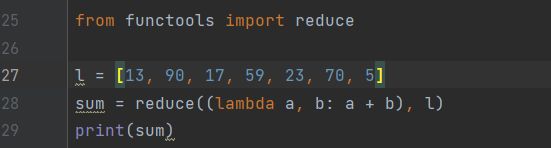 25 from functools import reduce
26
27 l = [13, 90, 17, 59, 23, 70, 5]
28 sum = reduce((lambda a, b: a + b), l)
29 print(sum)